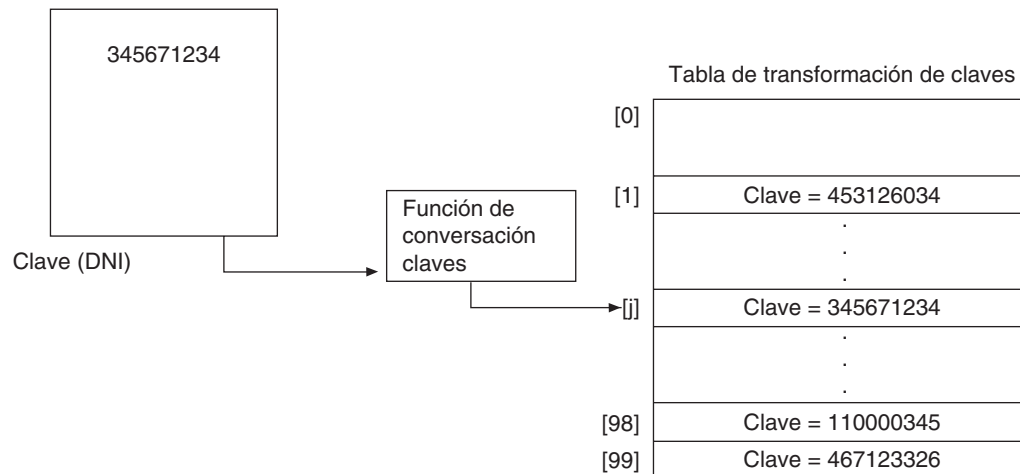 345671234
Clave (DNI)
Función de
conversación
claves
Tabla de transformación de claves
[0]
[1] Clave = 453126034
.
.
.
[j] Clave = 345671234
.
.
.
[98] Clave = 110000345
[99] Clave = 467123326